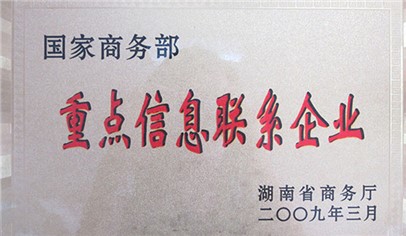 国家商务部
重点信息联系企业
湖南省商务厅
二〇〇九年三月